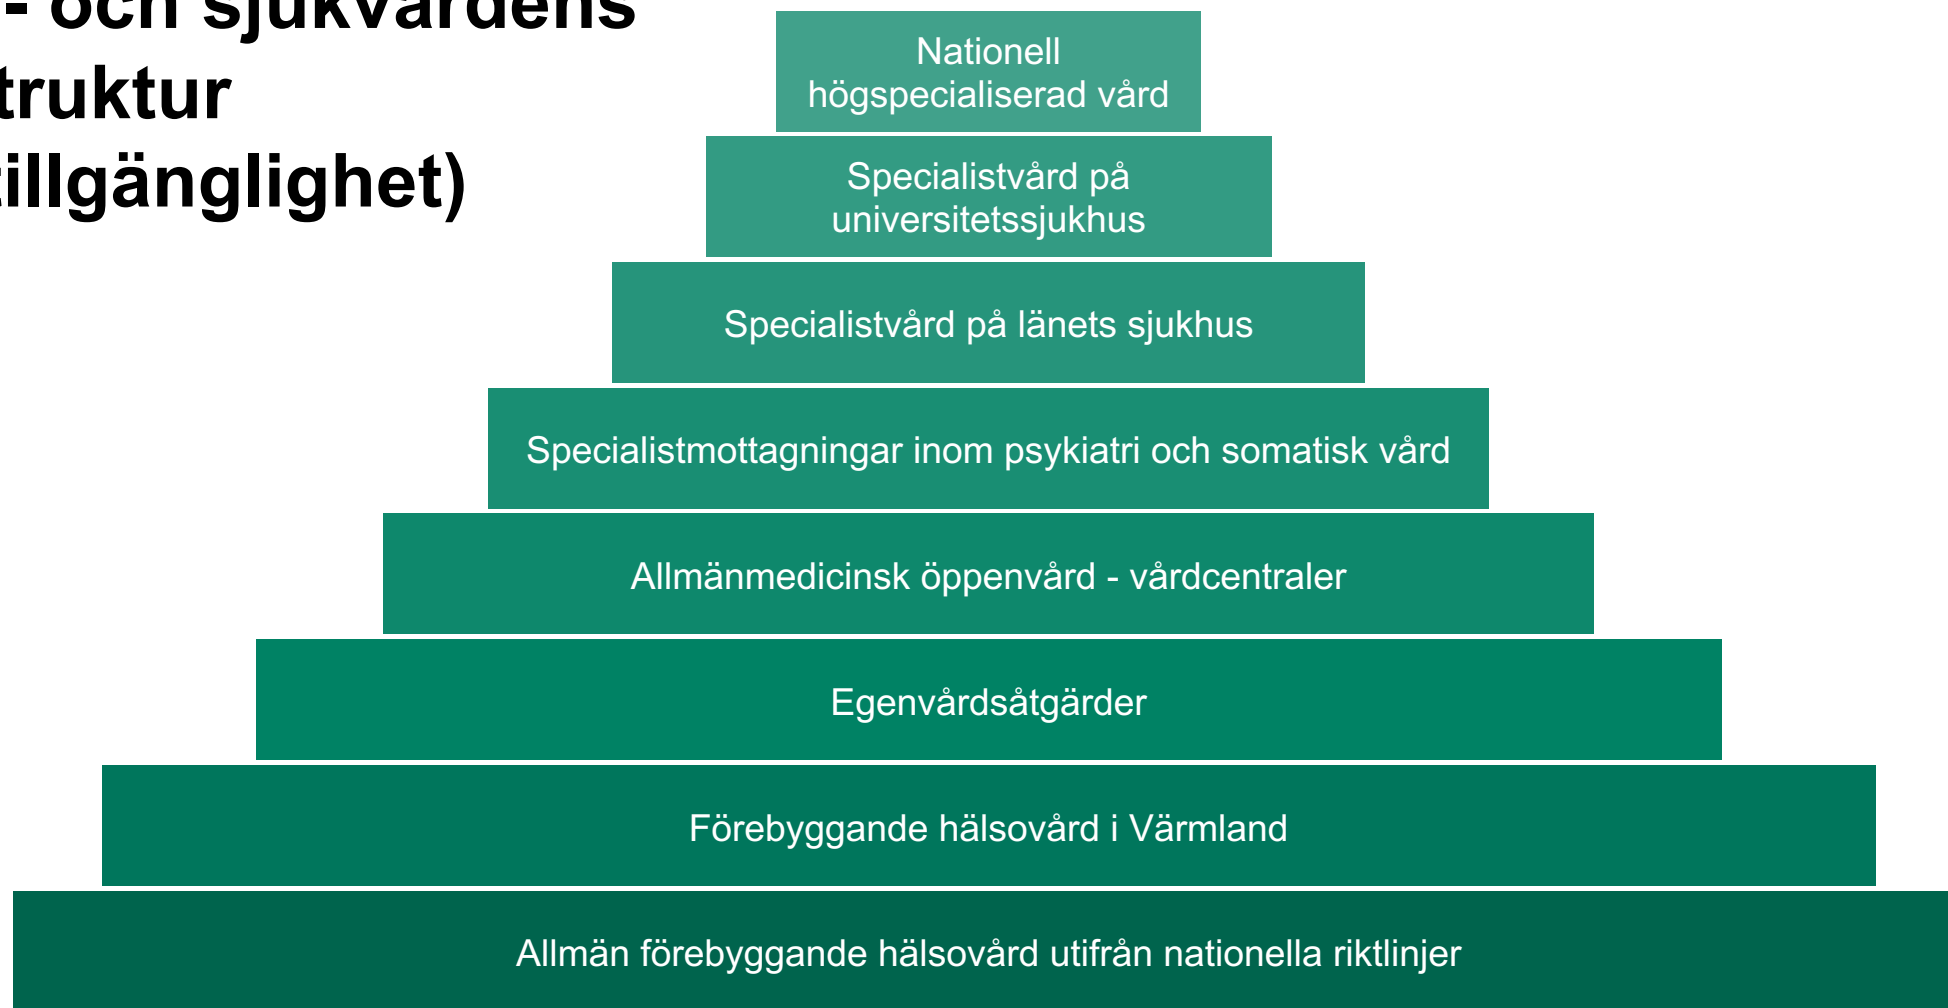 - och sjukvårdens
truktur
tillgänglighet)
Nationell
högspecialiserad vård
Specialistvård på
universitetssjukhus
Specialistvård på länets sjukhus
Specialistmottagningar inom psykiatri och somatisk vård
Allmänmedicinsk öppenvård - vårdcentraler
Egenvårdsåtgärder
Förebyggande hälsovård i Värmland
Allmän förebyggande hälsovård utifrån nationella riktlinjer